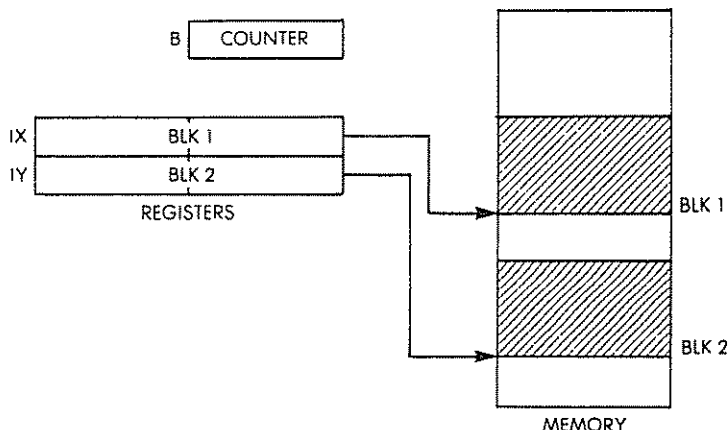 B COUNTER
IX BLK 1
IY BLK 2
REGISTERS
BLK 1
BLK 2
MEMORY